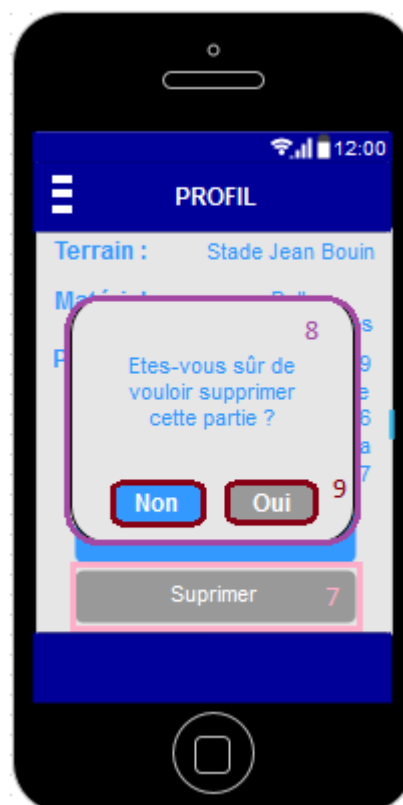 12:00
PROFIL
Terrain : Stade Jean Bouin
8
Etes-vous sûr de
vouloir supprimer
cette partie ?
Non Oui 9
Suprimer 7